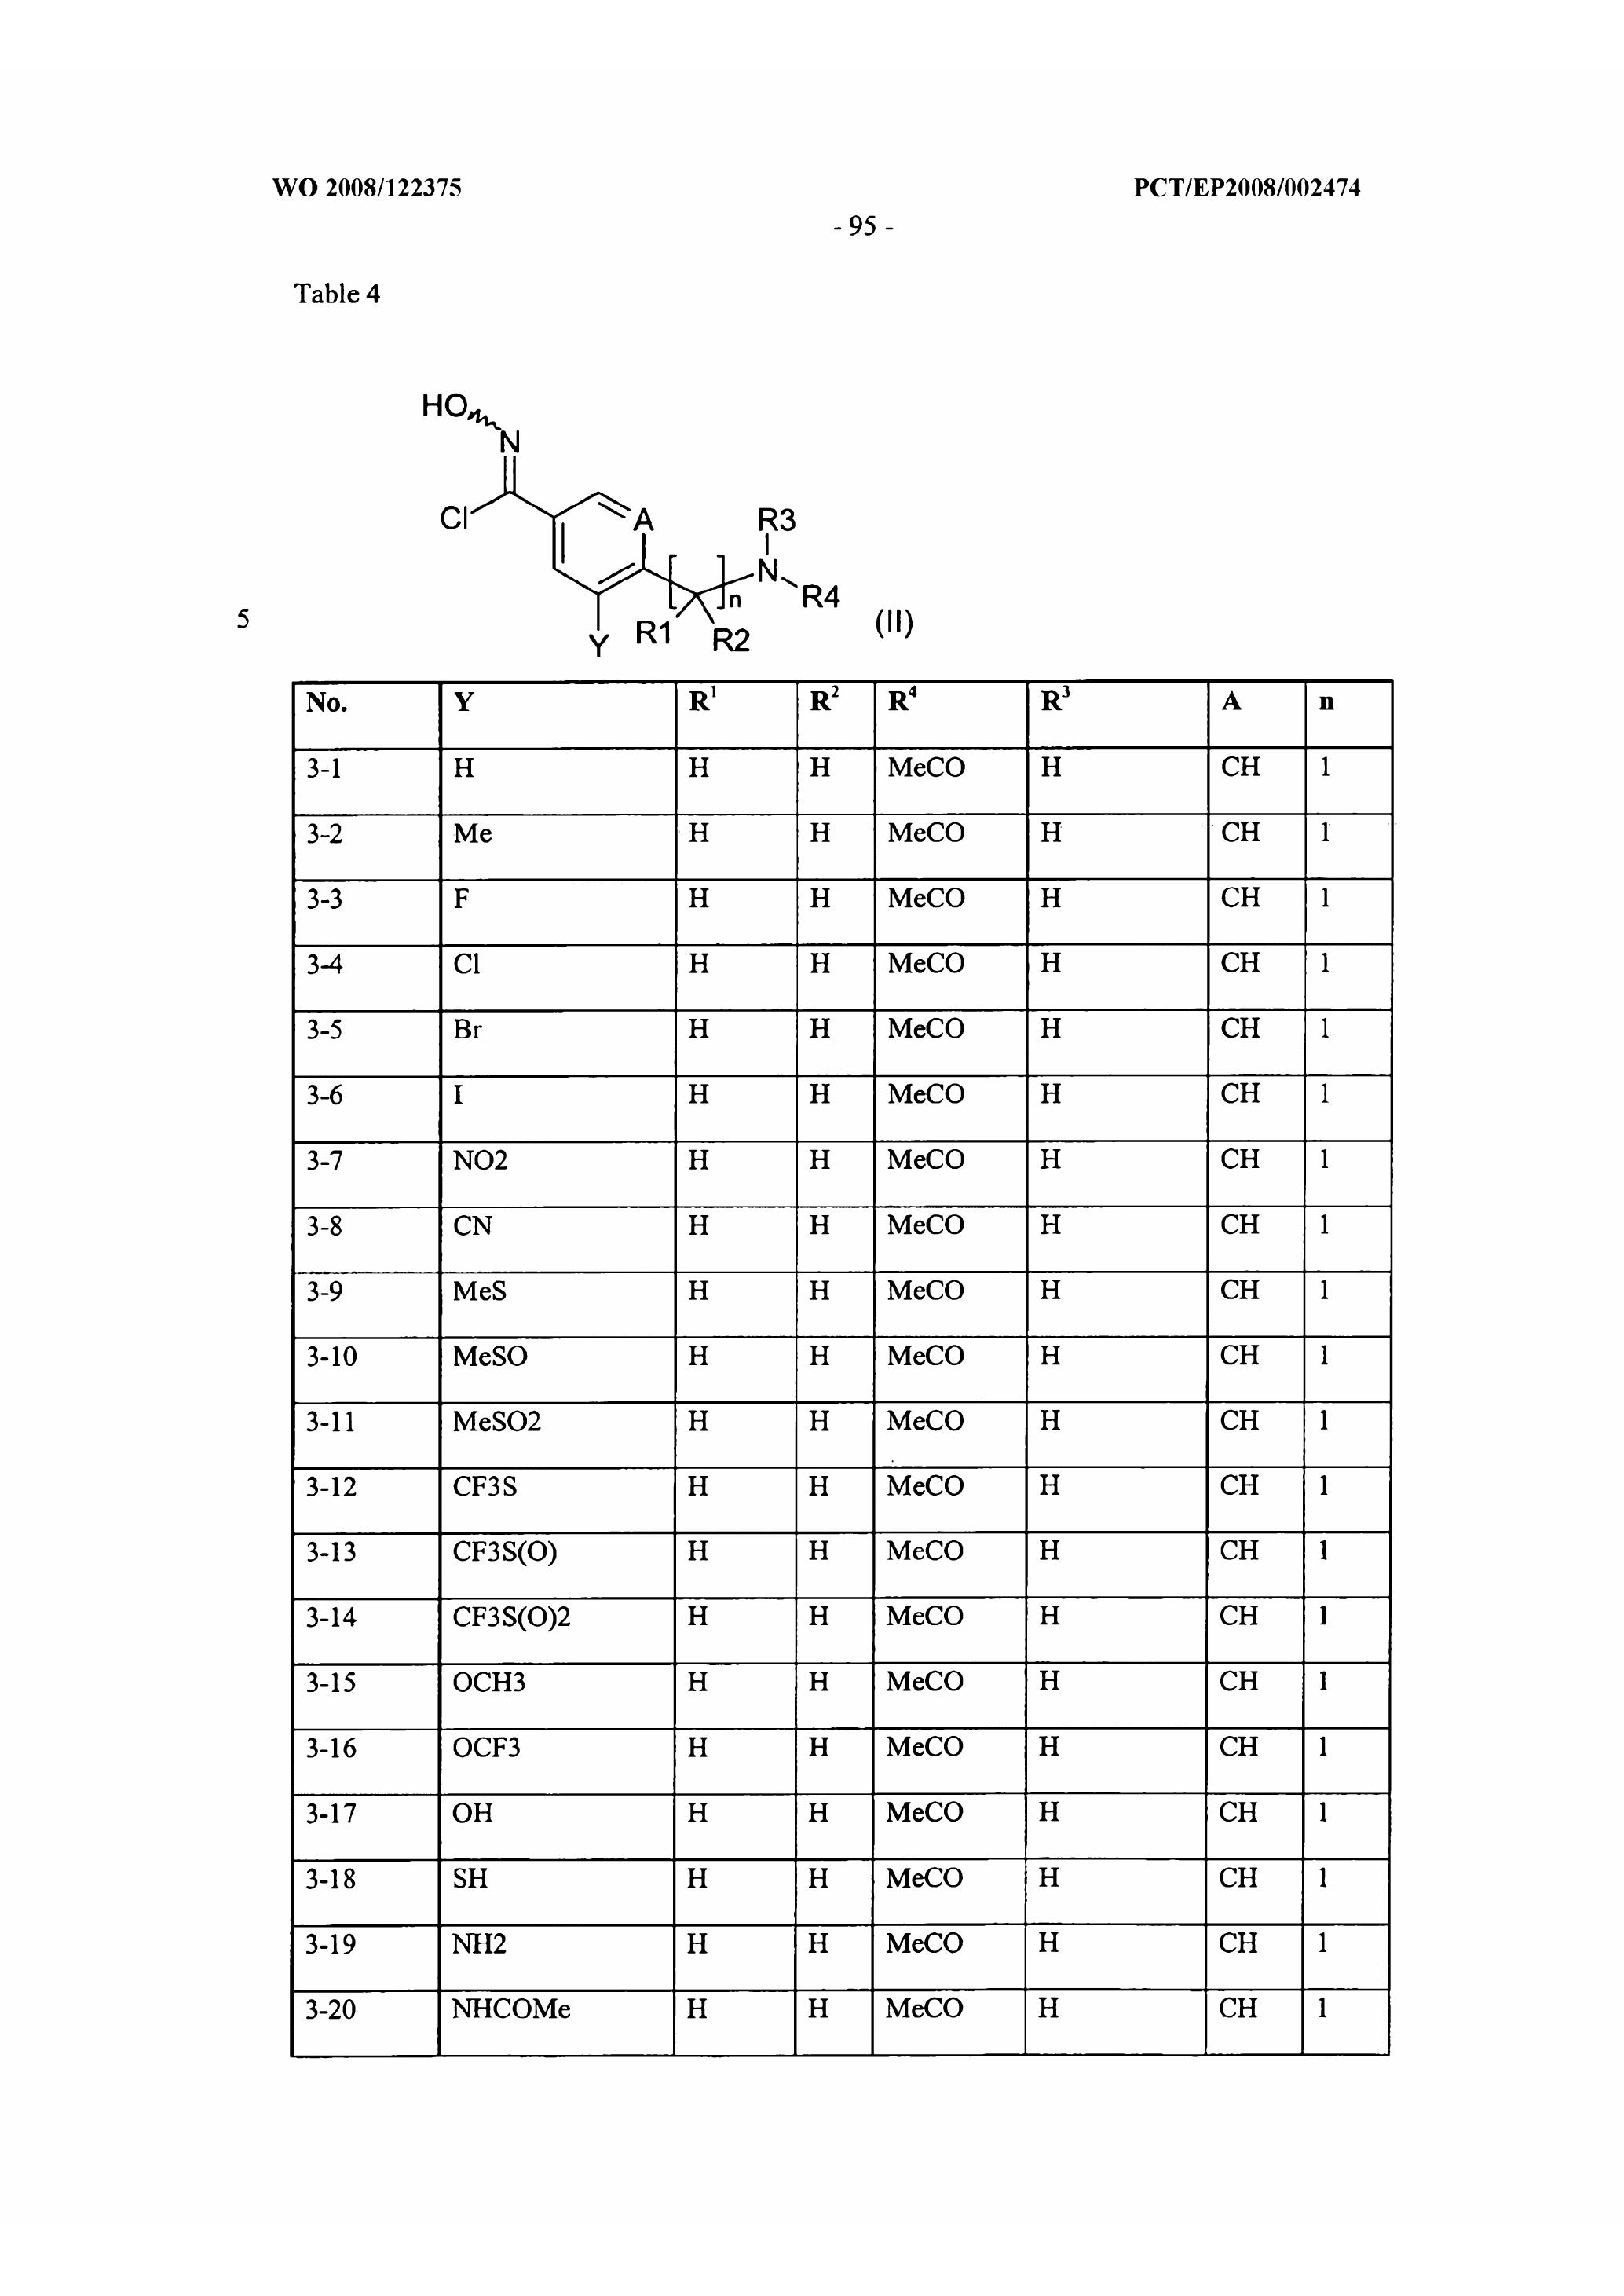 WO 2008/122375 PCT/EP2008/002474
- 95 -
Table 4
HO
N
Cl
A
R3
N
R4
n
5
Y
R1
R2
(II)
No. Y R¹ R² R⁴ R³ A n
3-1 H H H MeCO H CH 1
3-2 Me H H MeCO H CH 1
3-3 F H H MeCO H CH 1
3-4 Cl H H MeCO H CH 1
3-5 Br H H MeCO H CH 1
3-6 I H H MeCO H CH 1
3-7 NO2 H H MeCO H CH 1
3-8 CN H H MeCO H CH 1
3-9 MeS H H MeCO H CH 1
3-10 MeSO H H MeCO H CH 1
3-11 MeSO2 H H MeCO H CH 1
3-12 CF3S H H MeCO H CH 1
3-13 CF3S(O) H H MeCO H CH 1
3-14 CF3S(O)2 H H MeCO H CH 1
3-15 OCH3 H H MeCO H CH 1
3-16 OCF3 H H MeCO H CH 1
3-17 OH H H MeCO H CH 1
3-18 SH H H MeCO H CH 1
3-19 NH2 H H MeCO H CH 1
3-20 NHCOMe H H MeCO H CH 1